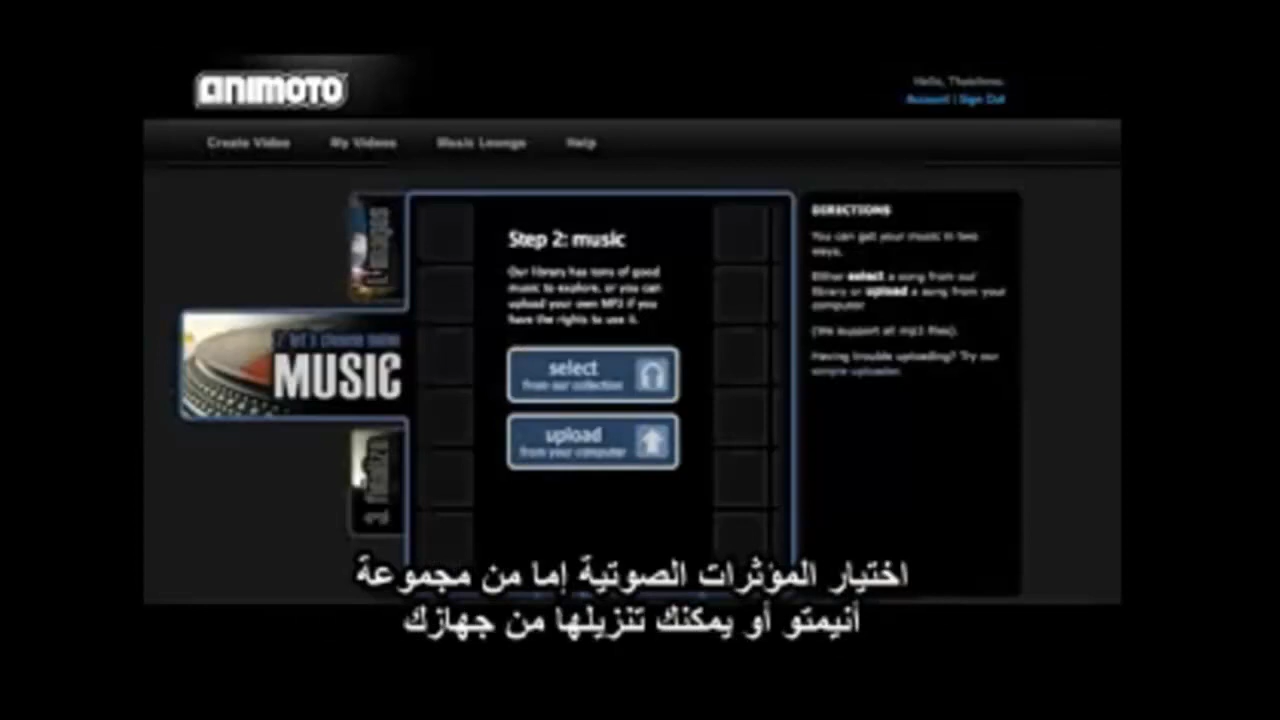 ANIMOTO
Hello,
Account | Sign Out
Create Video
My Videos
Music Lounge
Help
Step 2: music
Our library has tons of good
music to explore, or you can
upload your own MP3 if you
have the rights to use it.
select
from our collection
upload
from your computer
MUSIC
DIRECTIONS
You can get your music in two
ways.
Either select a song from our
library or upload a song from your
computer
(We support all mp3 files).
Having trouble uploading? Try our
simple uploader.
اختيار المؤثرات الصوتية إما من مجموعة
أنيمتو أو يمكنك تنزيلها من جهازك